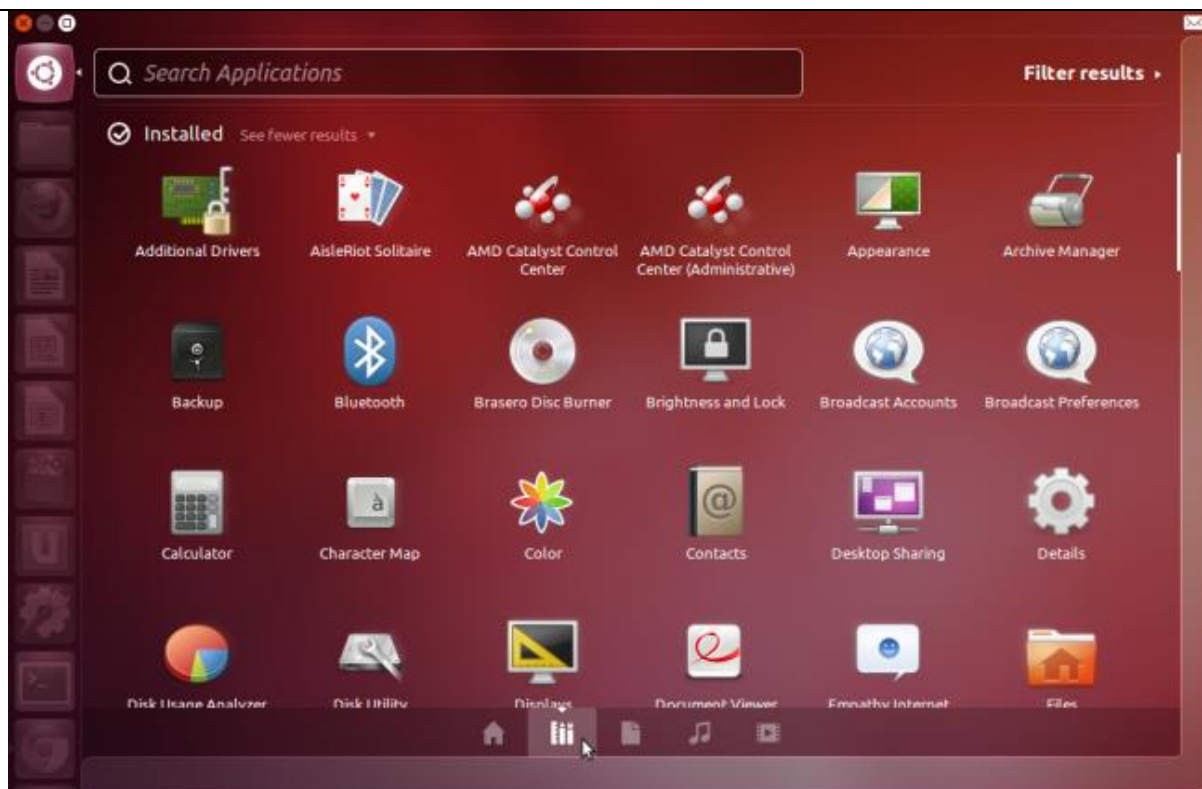 Search Applications
Filter results
Installed See fewer results
Additional Drivers
AisleRiot Solitaire
AMD Catalyst Control
Center
AMD Catalyst Control
Center (Administrative)
Appearance
Archive Manager
Backup
Bluetooth
Brasero Disc Burner
Brightness and Lock
Broadcast Accounts
Broadcast Preferences
Calculator
Character Map
Color
Contacts
Desktop Sharing
Details
Disk Usage Analyzer
Disk Utility
Displays
Document Viewer
Empathy Internet
Files